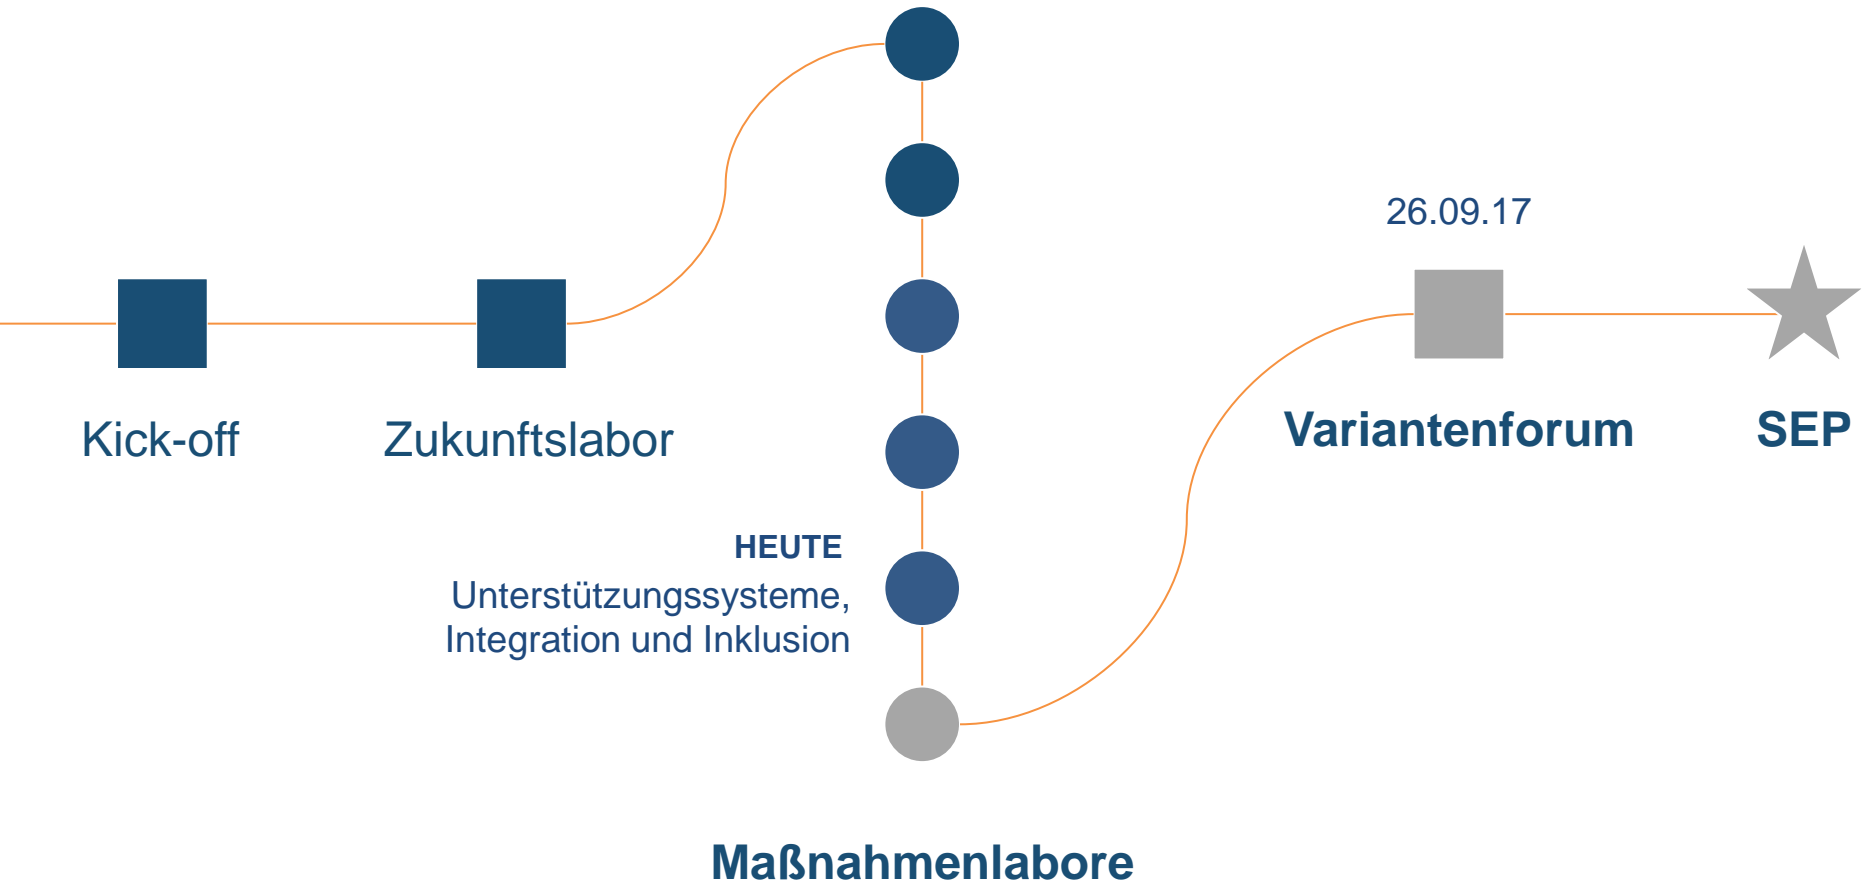 26.09.17
Kick-off
Zukunftslabor
Variantenforum
SEP
HEUTE
Unterstützungssysteme,
Integration und Inklusion
Maßnahmenlabore